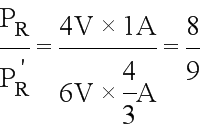 P_R / P_R' = (4V × 1A) / (6V × 4/3 A) = 8/9